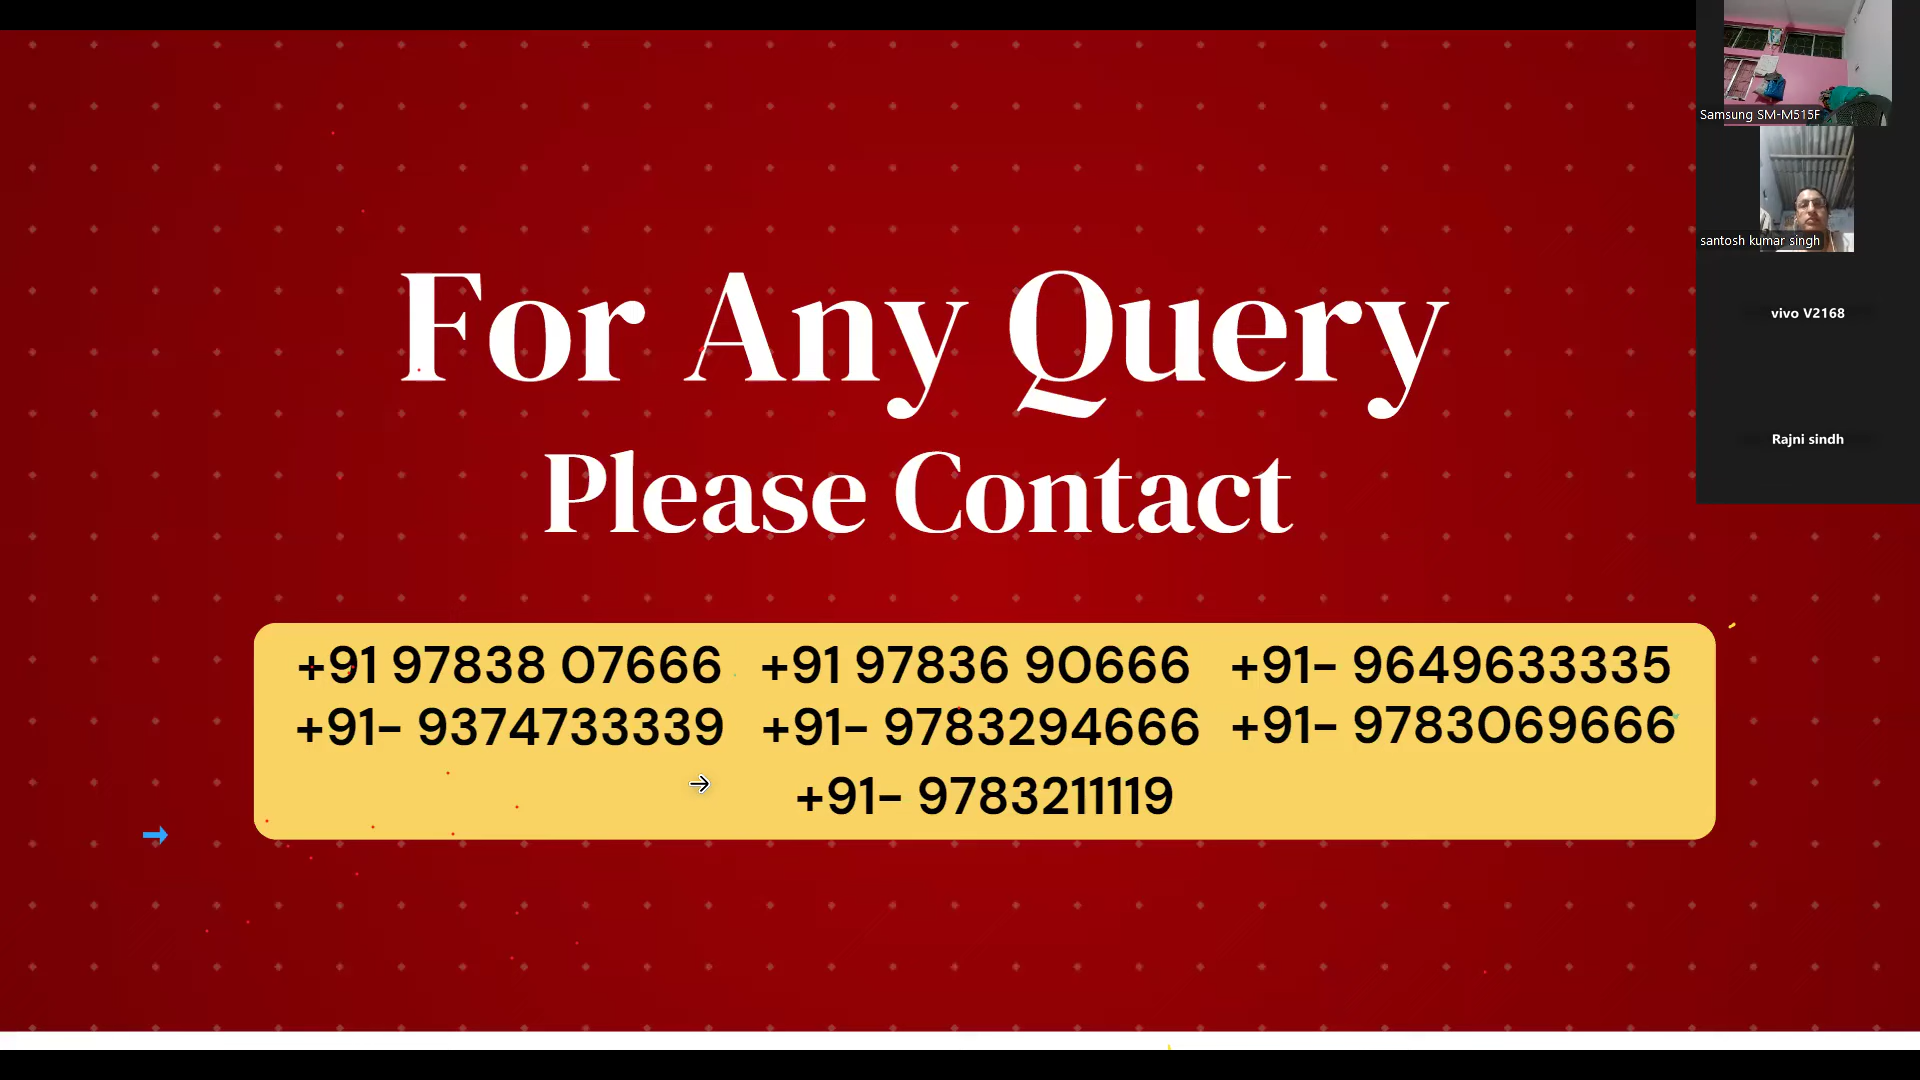 For Any Query
Please Contact
+91 97838 07666 +91 97836 90666 +91- 9649633335
+91- 9374733339 +91- 9783294666 +91- 9783069666
+91- 9783211119
Samsung SM-M515F
santosh kumar singh
vivo V2168
Rajni sindh